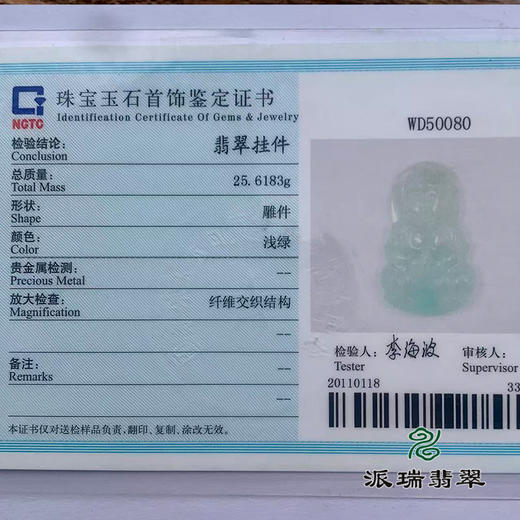 珠宝玉石首饰鉴定证书
Identification Certificate Of Gems & Jewelry
NGTC
检验结论:
Conclusion
翡翠挂件
总质量:
Total Mass
25.6183g
形状:
Shape
雕件
颜色:
Color
浅绿
贵金属检测:
Precious Metal
--
放大检查:
Magnification
纤维交织结构
--
备注:
Remarks
--
本证书仅对送检样品负责,翻印、复制、涂改无效。
WD50080
检验人:
Tester
李海波
审核人:
Supervisor
20110118
33
派瑞翡翠